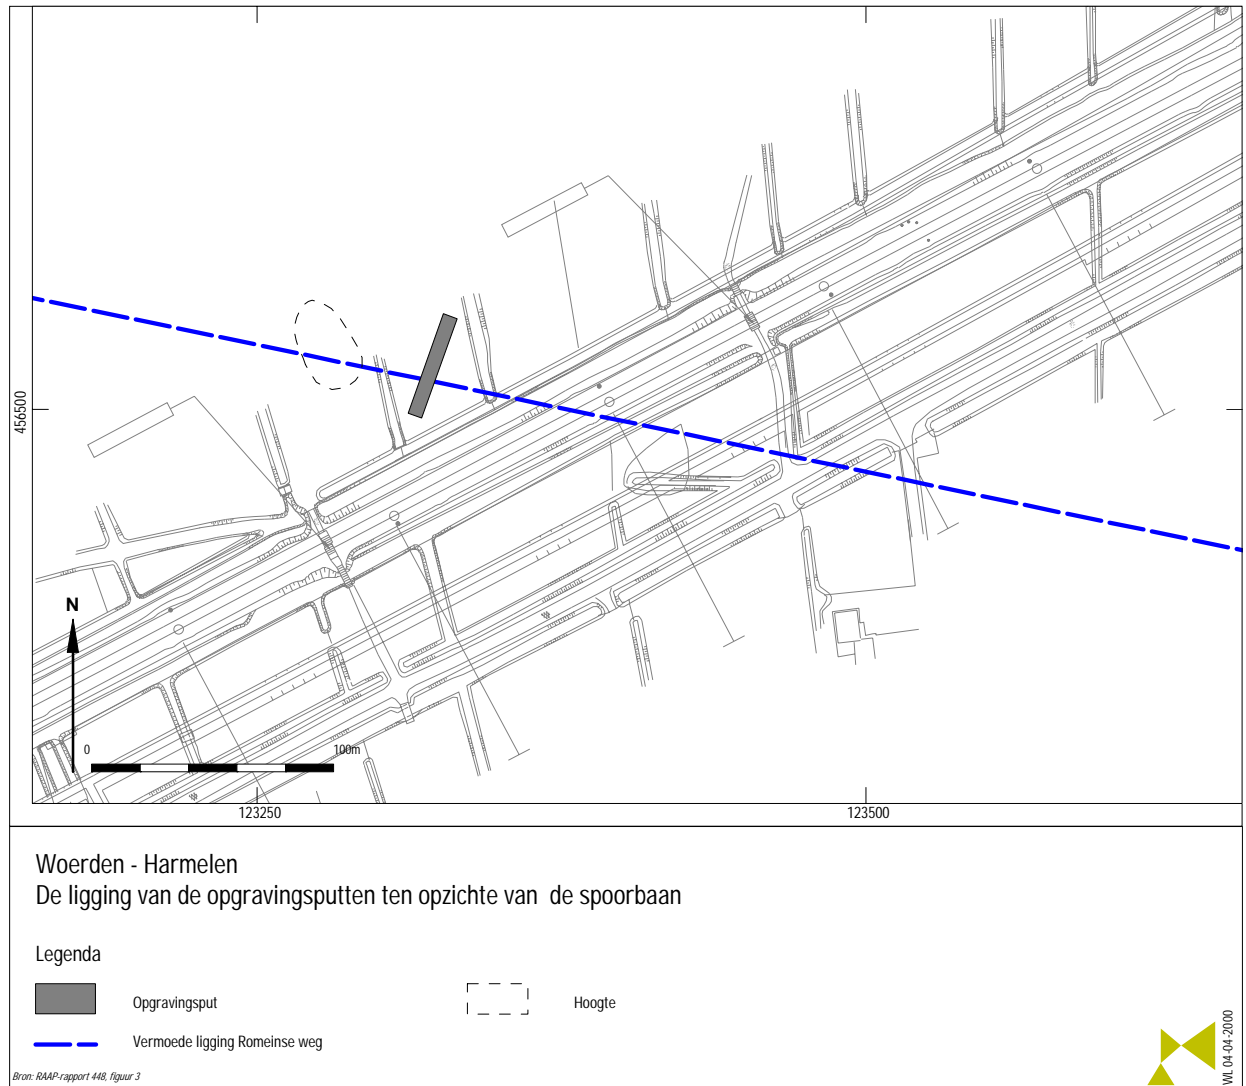 456500
N
0
100m
123250
123500
Woerden - Harmelen
De ligging van de opgravingsputten ten opzichte van de spoorbaan
Legenda
Opgravingsput
Hoogte
Vermoede ligging Romeinse weg
Bron: RAAP-rapport 448, figuur 3
WL 04-04-2000